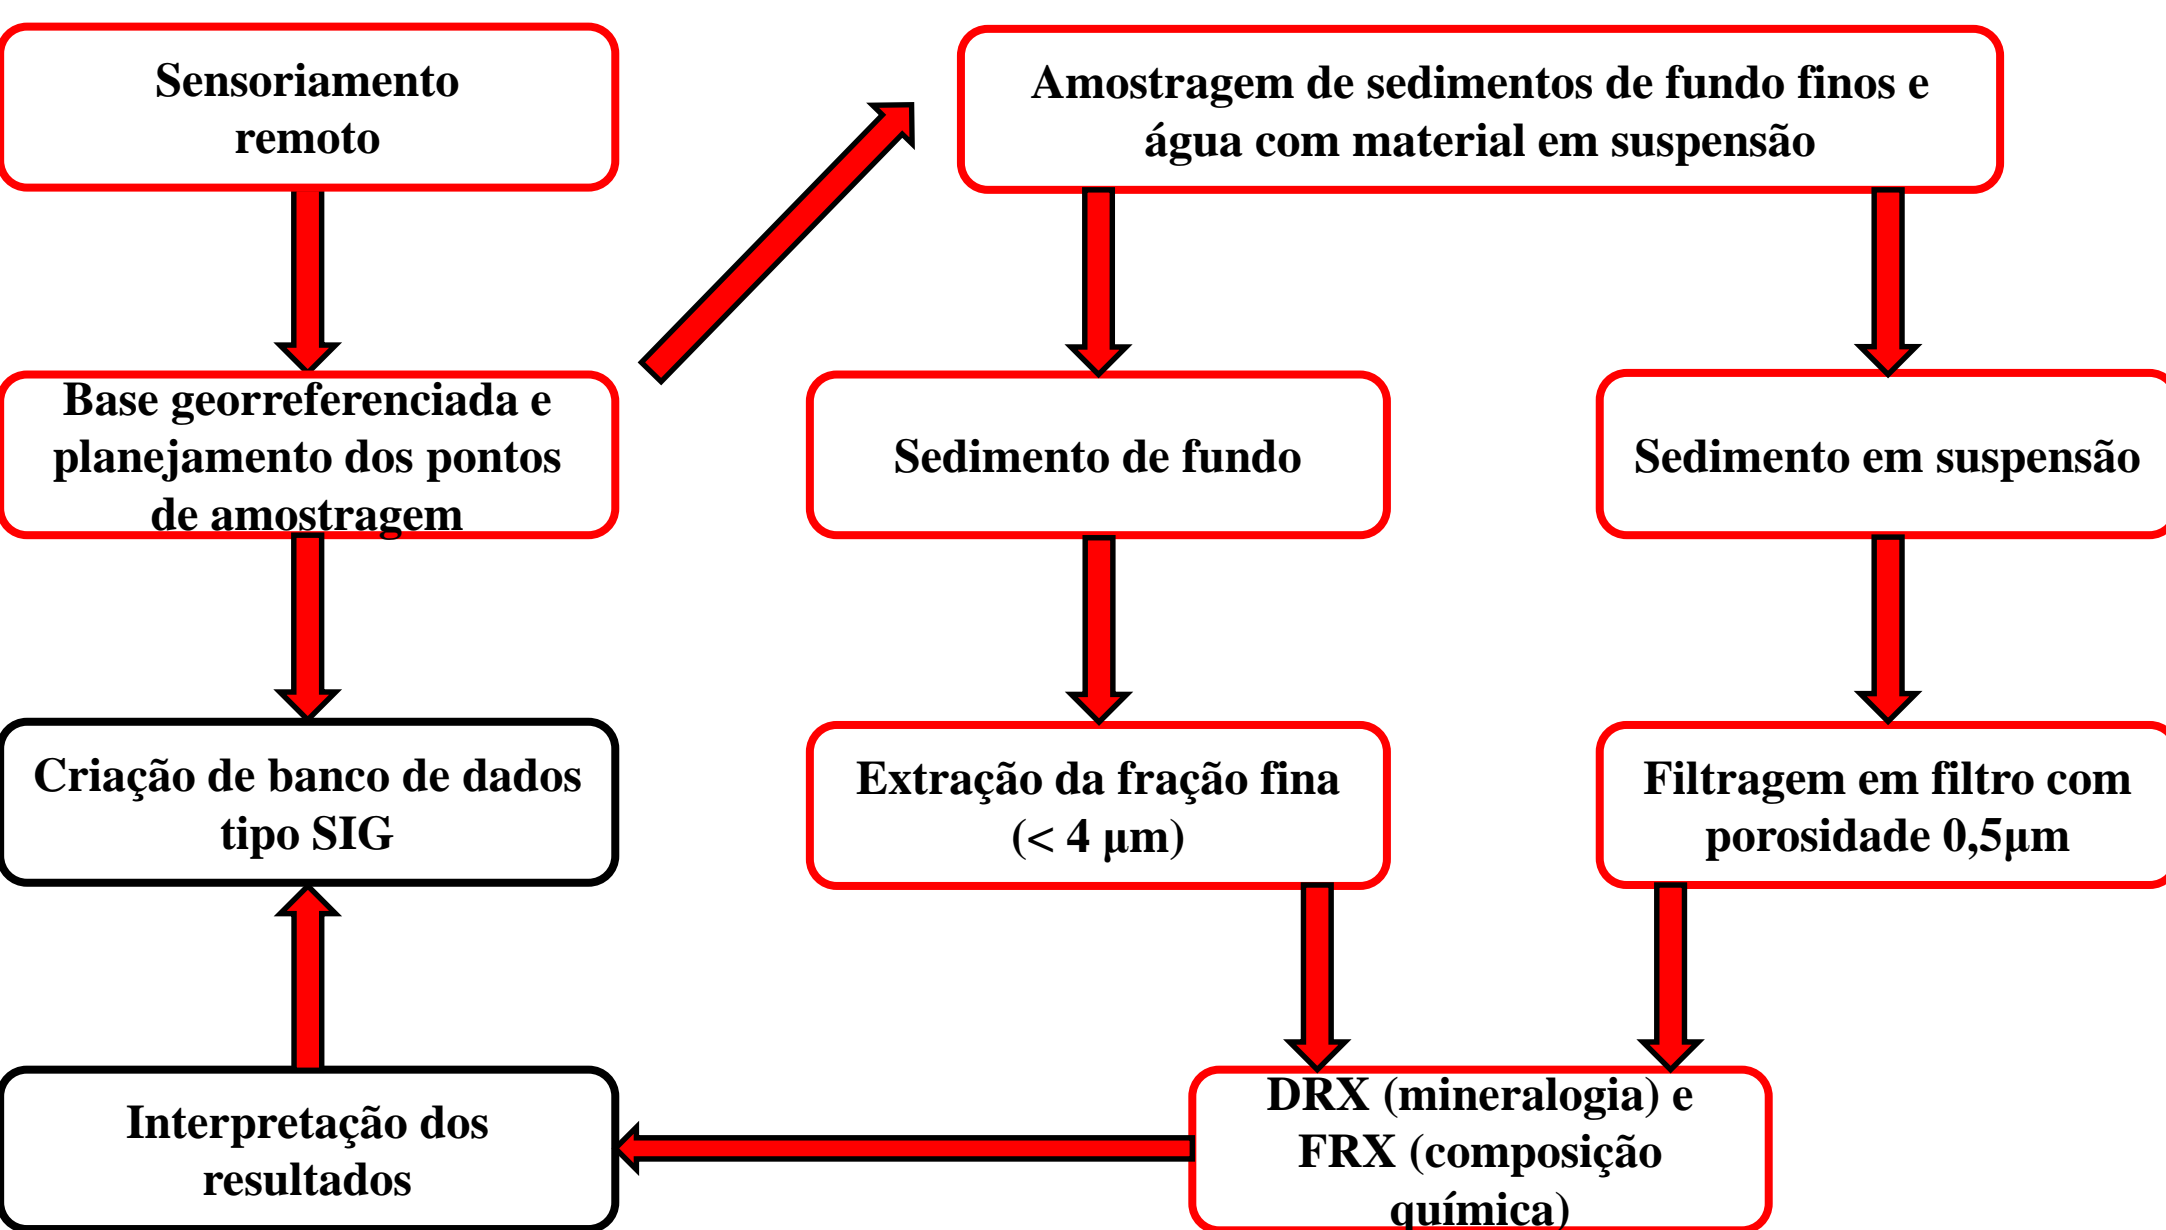 Sensoriamento
remoto
Amostragem de sedimentos de fundo finos e
água com material em suspensão
Base georreferenciada e
planejamento dos pontos
de amostragem
Sedimento de fundo
Sedimento em suspensão
Criação de banco de dados
tipo SIG
Extração da fração fina
(< 4 μm)
Filtragem em filtro com
porosidade 0,5μm
Interpretação dos
resultados
DRX (mineralogia) e
FRX (composição
química)